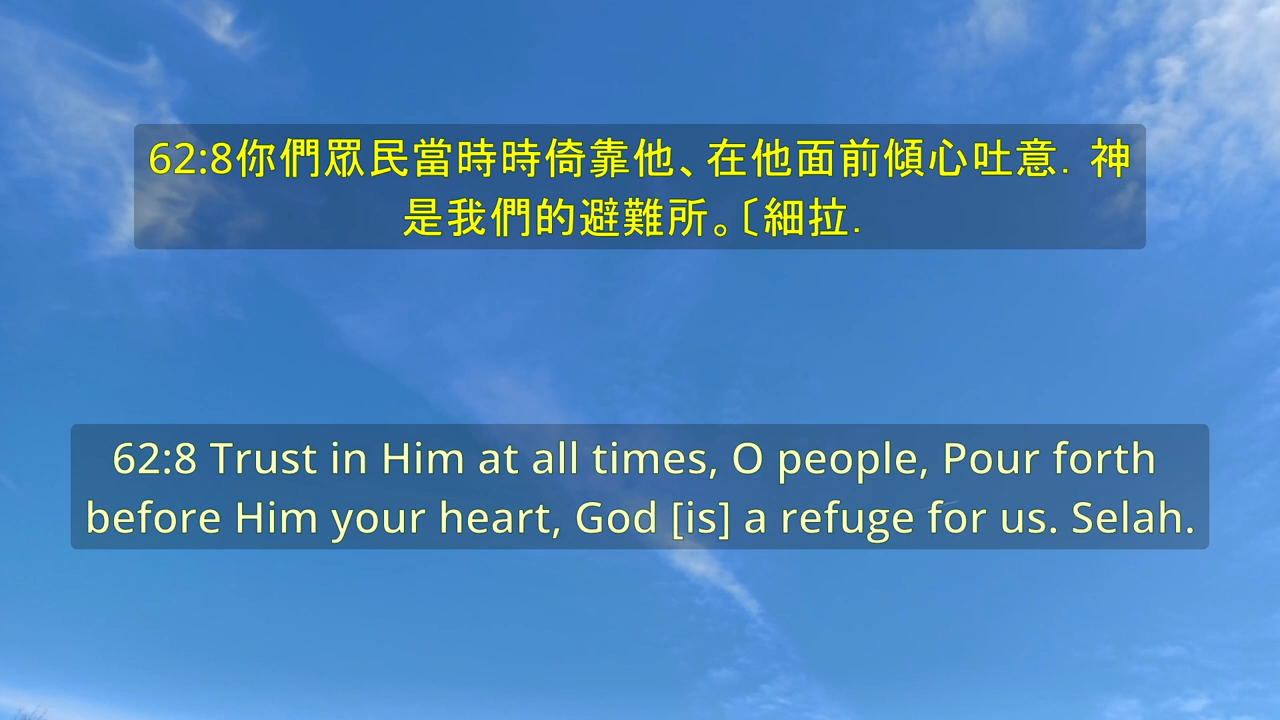 62:8你們眾民當時時倚靠他、在他面前傾心吐意．神
是我們的避難所。〔細拉．
62:8 Trust in Him at all times, O people, Pour forth
before Him your heart, God [is] a refuge for us. Selah.